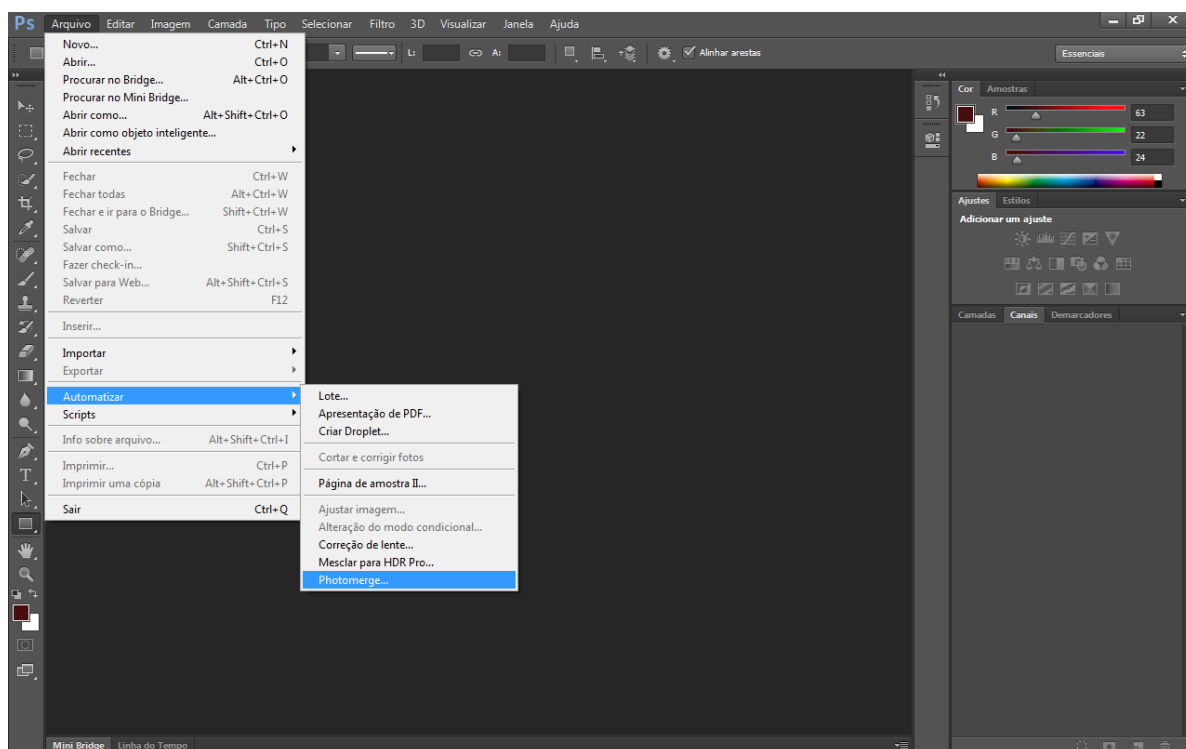 Ps Arquivo Editar Imagem Camada Tipo Selecionar Filtro 3D Visualizar Janela Ajuda
L: A: Alinhar arestas Essenciais
Novo... Ctrl+N
Abrir... Ctrl+O
Procurar no Bridge... Alt+Ctrl+O
Procurar no Mini Bridge...
Abrir como... Alt+Shift+Ctrl+O
Abrir como objeto inteligente...
Abrir recentes
Fechar Ctrl+W
Fechar todas Alt+Ctrl+W
Fechar e ir para o Bridge... Shift+Ctrl+W
Salvar Ctrl+S
Salvar como... Shift+Ctrl+S
Fazer check-in...
Salvar para Web... Alt+Shift+Ctrl+S
Reverter F12
Inserir...
Importar
Exportar
Automatizar
Scripts
Info sobre arquivo... Alt+Shift+Ctrl+I
Imprimir... Ctrl+P
Imprimir uma cópia Alt+Shift+Ctrl+P
Sair Ctrl+Q
Lote...
Apresentação de PDF...
Criar Droplet...
Cortar e corrigir fotos
Página de amostra II...
Ajustar imagem...
Alteração do modo condicional...
Correção de lente...
Mesclar para HDR Pro...
Photomerge...
Cor Amostras
R 63
G 22
B 24
Ajustes Estilos
Adicionar um ajuste
Camadas Canais Demarcadores
Mini Bridge Linha do Tempo